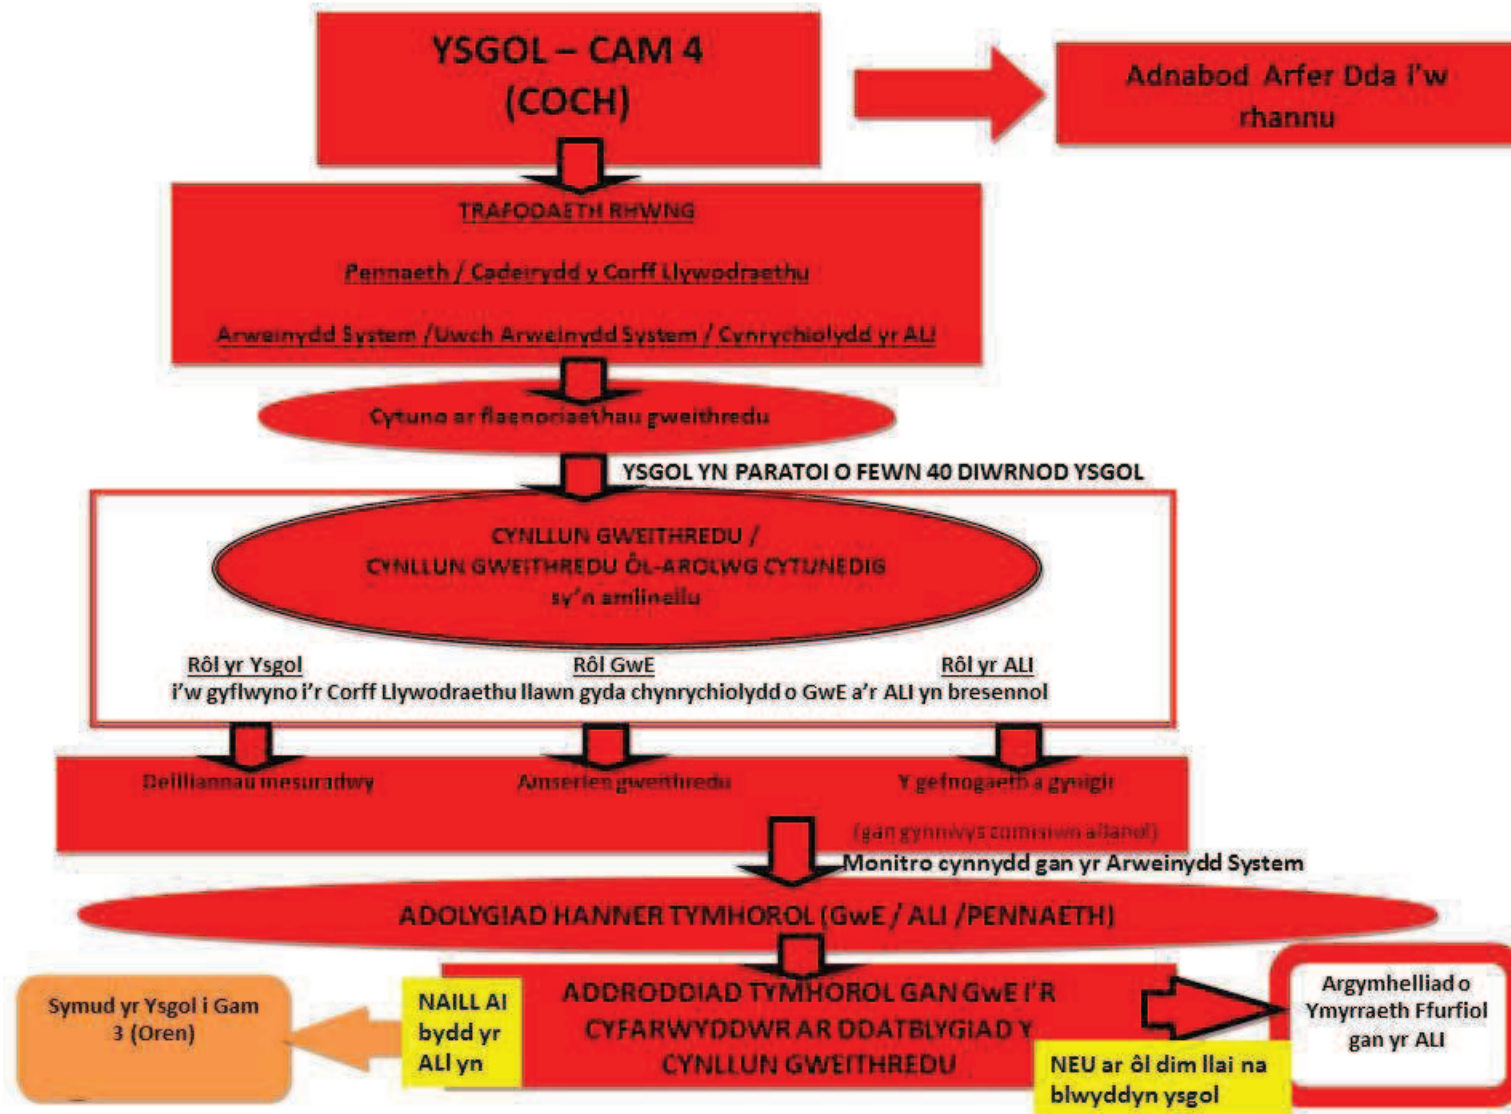 YSGOL – CAM 4
(COCH)
Adnabod Arfer Dda i'w
rhannu
TRAFODAETH RHWNG
Pennaeth / Cadeirydd y Corff Llywodraethu
Arweinydd System /Uwch Arweinydd System / Cynrychiolydd yr ALl
Cytuno ar flaenoriaethau gweithredu
YSGOL YN PARATOI O FEWN 40 DIWRNOD YSGOL
CYNLLUN GWEITHREDU /
CYNLLUN GWEITHREDU ÔL-AROLWG CYTUNEDIG
sy'n amlinellu
Rôl yr Ysgol
Rôl GwE
Rôl yr ALl
i'w gyflwyno i'r Corff Llywodraethu llawn gyda chynrychiolydd o GwE a'r ALl yn bresennol
Deilliannau mesuradwy
Amserlen gweithredu
Y gefnogaeth a gynigir
(gan gynnwys comisiwn allanol)
Monitro cynnydd gan yr Arweinydd System
ADOLYGIAD HANNER TYMHOROL (GwE / ALl /PENNAETH)
ADDRODDIAD TYMHOROL GAN GwE I'R
CYFARWYDDWR AR DDATBLYGIAD Y
CYNLLUN GWEITHREDU
NAILL AI
bydd yr
ALl yn
Symud yr Ysgol i Gam
3 (Oren)
NEU ar ôl dim llai na
blwyddyn ysgol
Argymhelliad o
Ymyrraeth Ffurfiol
gan yr ALl